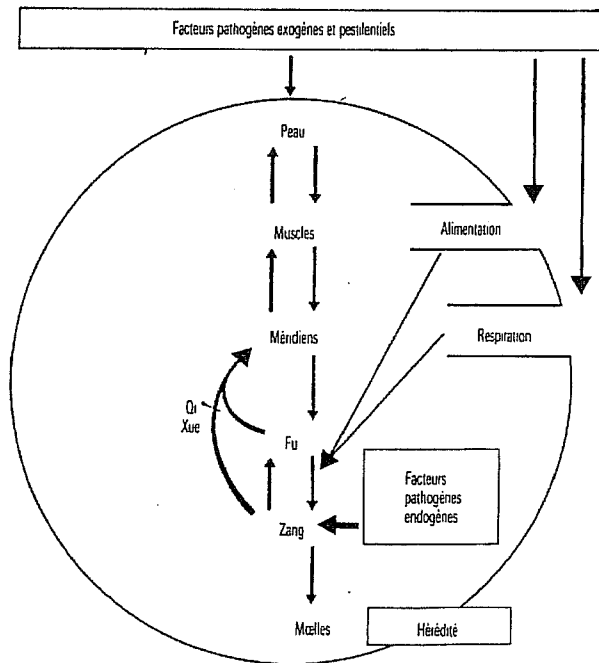 Facteurs pathogènes exogènes et pestilentiels
Peau
Muscles
Alimentation
Méridiens
Respiration
Qi
Xue
Fu
Facteurs
pathogènes
endogènes
Zang
Mœlles
Hérédité